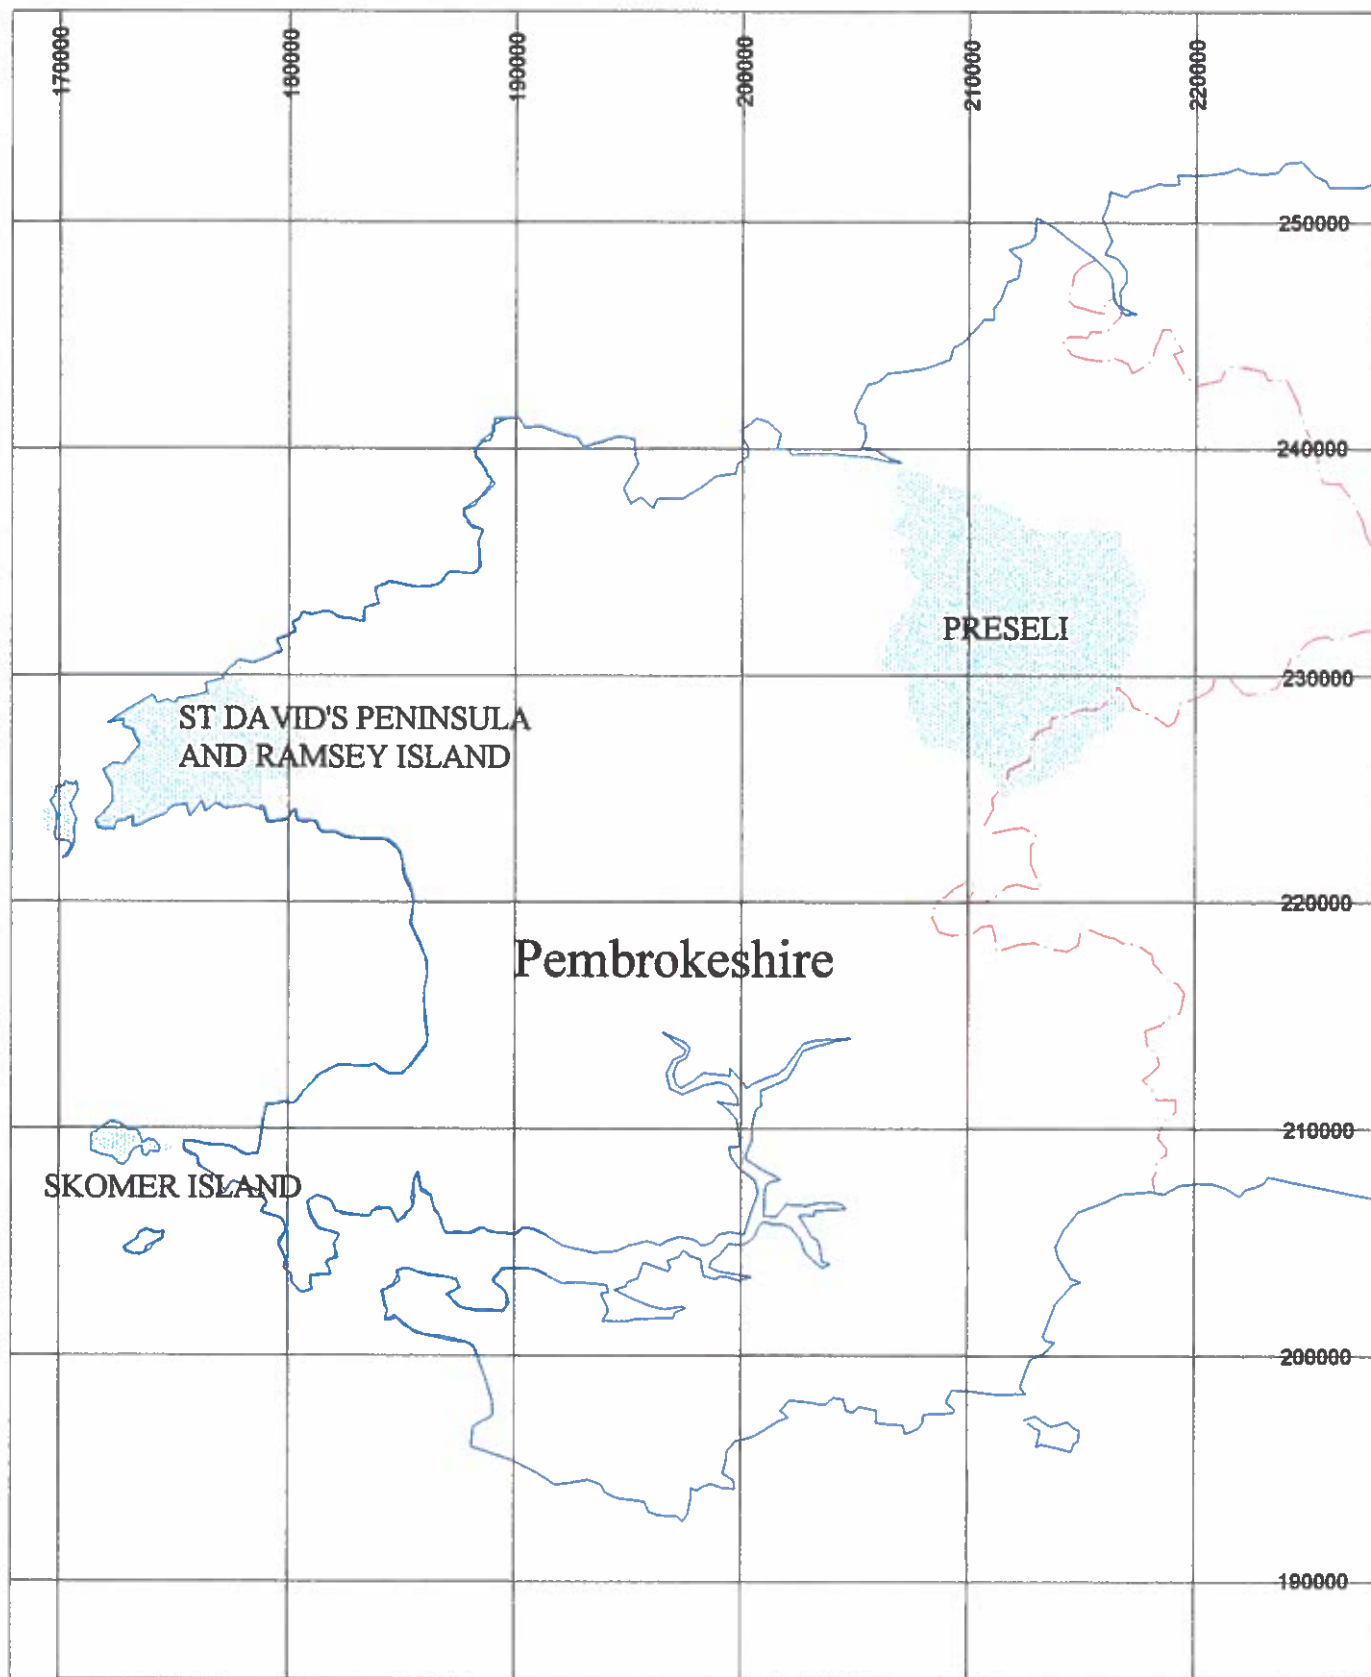 170000
180000
190000
200000
210000
220000
250000
240000
PRESELI
230000
ST DAVID'S PENINSULA
AND RAMSEY ISLAND
220000
Pembrokeshire
210000
SKOMER ISLAND
200000
190000